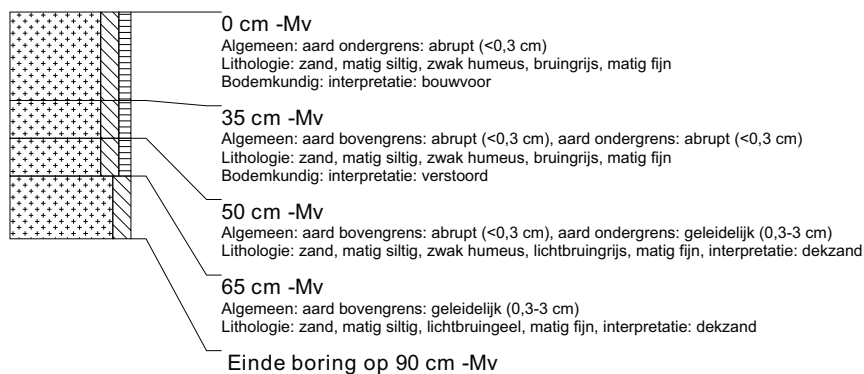 0 cm -Mv
Algemeen: aard ondergrens: abrupt (<0,3 cm)
Lithologie: zand, matig siltig, zwak humeus, bruingrijs, matig fijn
Bodemkundig: interpretatie: bouwvoor
35 cm -Mv
Algemeen: aard bovengrens: abrupt (<0,3 cm), aard ondergrens: abrupt (<0,3 cm)
Lithologie: zand, matig siltig, zwak humeus, bruingrijs, matig fijn
Bodemkundig: interpretatie: verstoord
50 cm -Mv
Algemeen: aard bovengrens: abrupt (<0,3 cm), aard ondergrens: geleidelijk (0,3-3 cm)
Lithologie: zand, matig siltig, zwak humeus, lichtbruingrijs, matig fijn, interpretatie: dekzand
65 cm -Mv
Algemeen: aard bovengrens: geleidelijk (0,3-3 cm)
Lithologie: zand, matig siltig, lichtbruingeel, matig fijn, interpretatie: dekzand
Einde boring op 90 cm -Mv